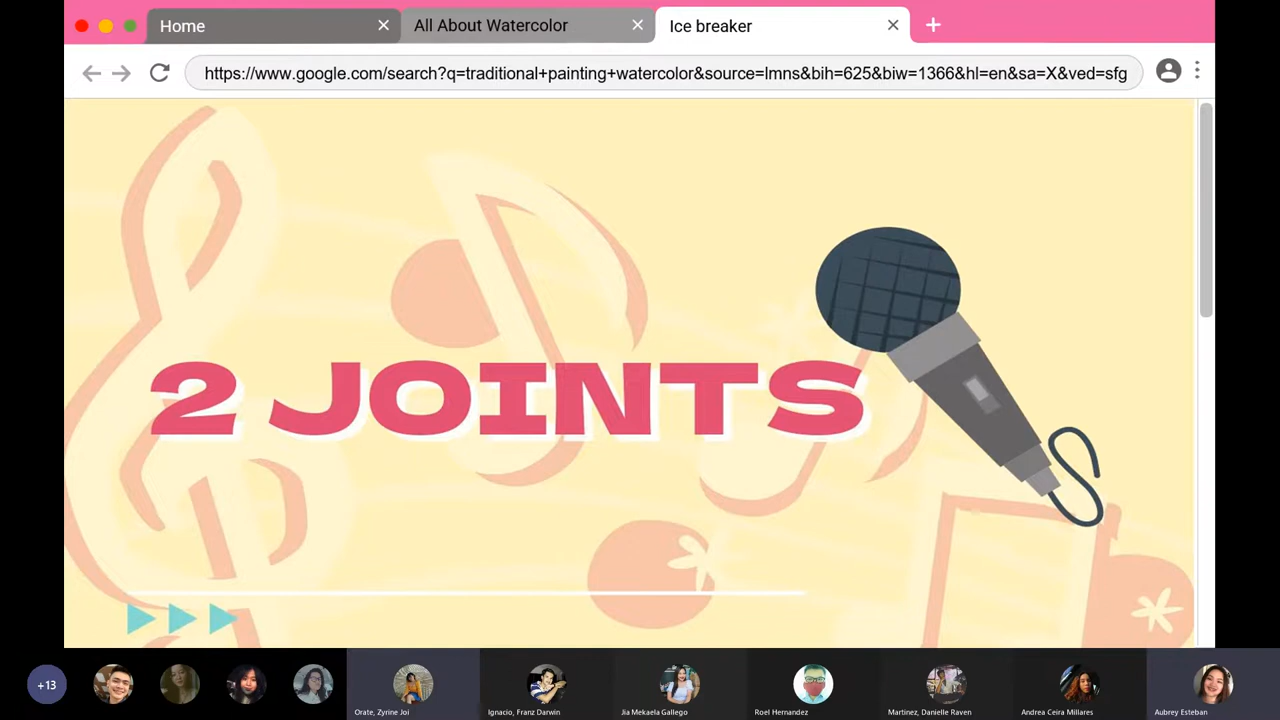 Home
All About Watercolor
Ice breaker
https://www.google.com/search?q=traditional+painting+watercolor&source=lmns&bih=625&biw=1366&hl=en&sa=X&ved=sfg
2 JOINTS
+13
Orate, Zyrine Joi
Ignacio, Franz Darwin
Jia Mekaela Gallego
Roel Hernandez
Martinez, Danielle Raven
Andrea Ceira Millares
Aubrey Esteban